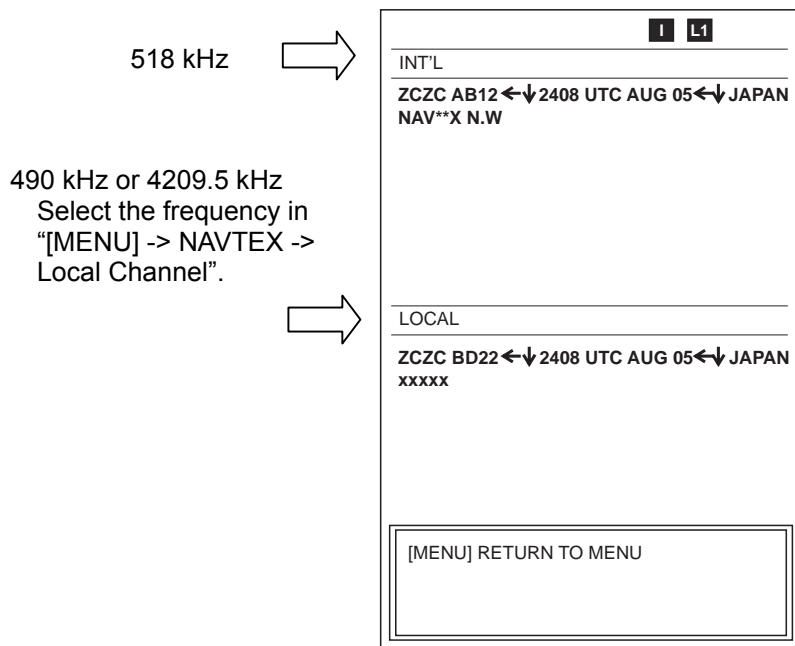 518 kHz
I L1
INT'L
ZCZC AB12←↓2408 UTC AUG 05←↓JAPAN
NAV**X N.W
490 kHz or 4209.5 kHz
Select the frequency in
“[MENU] -> NAVTEX ->
Local Channel”.
LOCAL
ZCZC BD22←↓2408 UTC AUG 05←↓JAPAN
xxxxx
[MENU] RETURN TO MENU